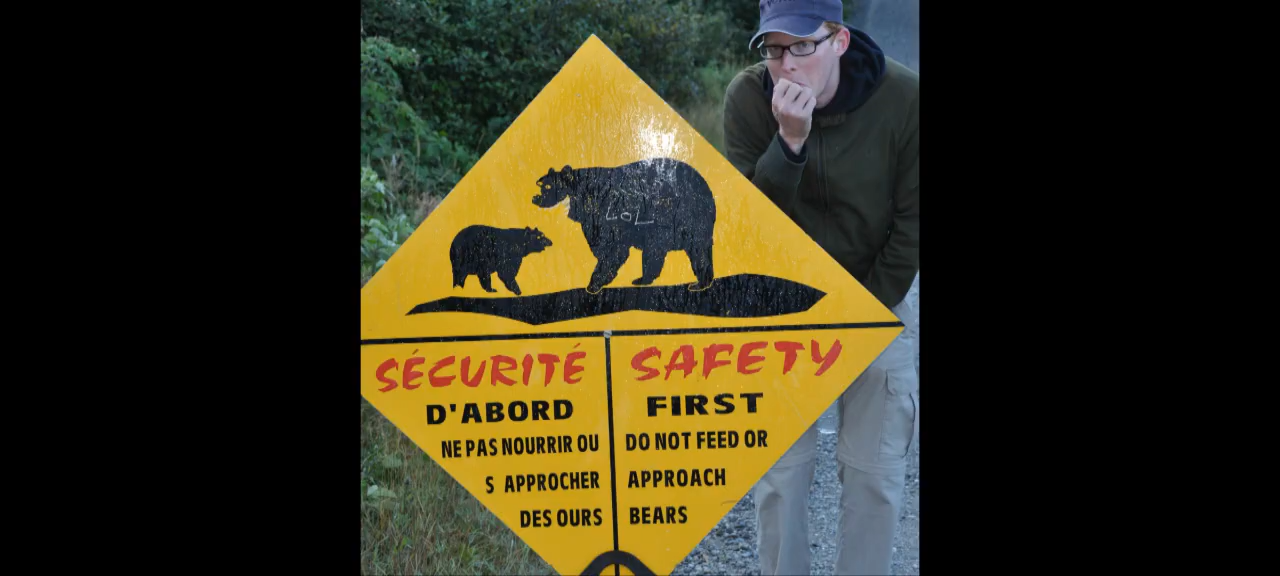 LOL
SÉCURITÉ
D'ABORD
NE PAS NOURRIR OU
S APPROCHER
DES OURS
SAFETY
FIRST
DO NOT FEED OR
APPROACH
BEARS